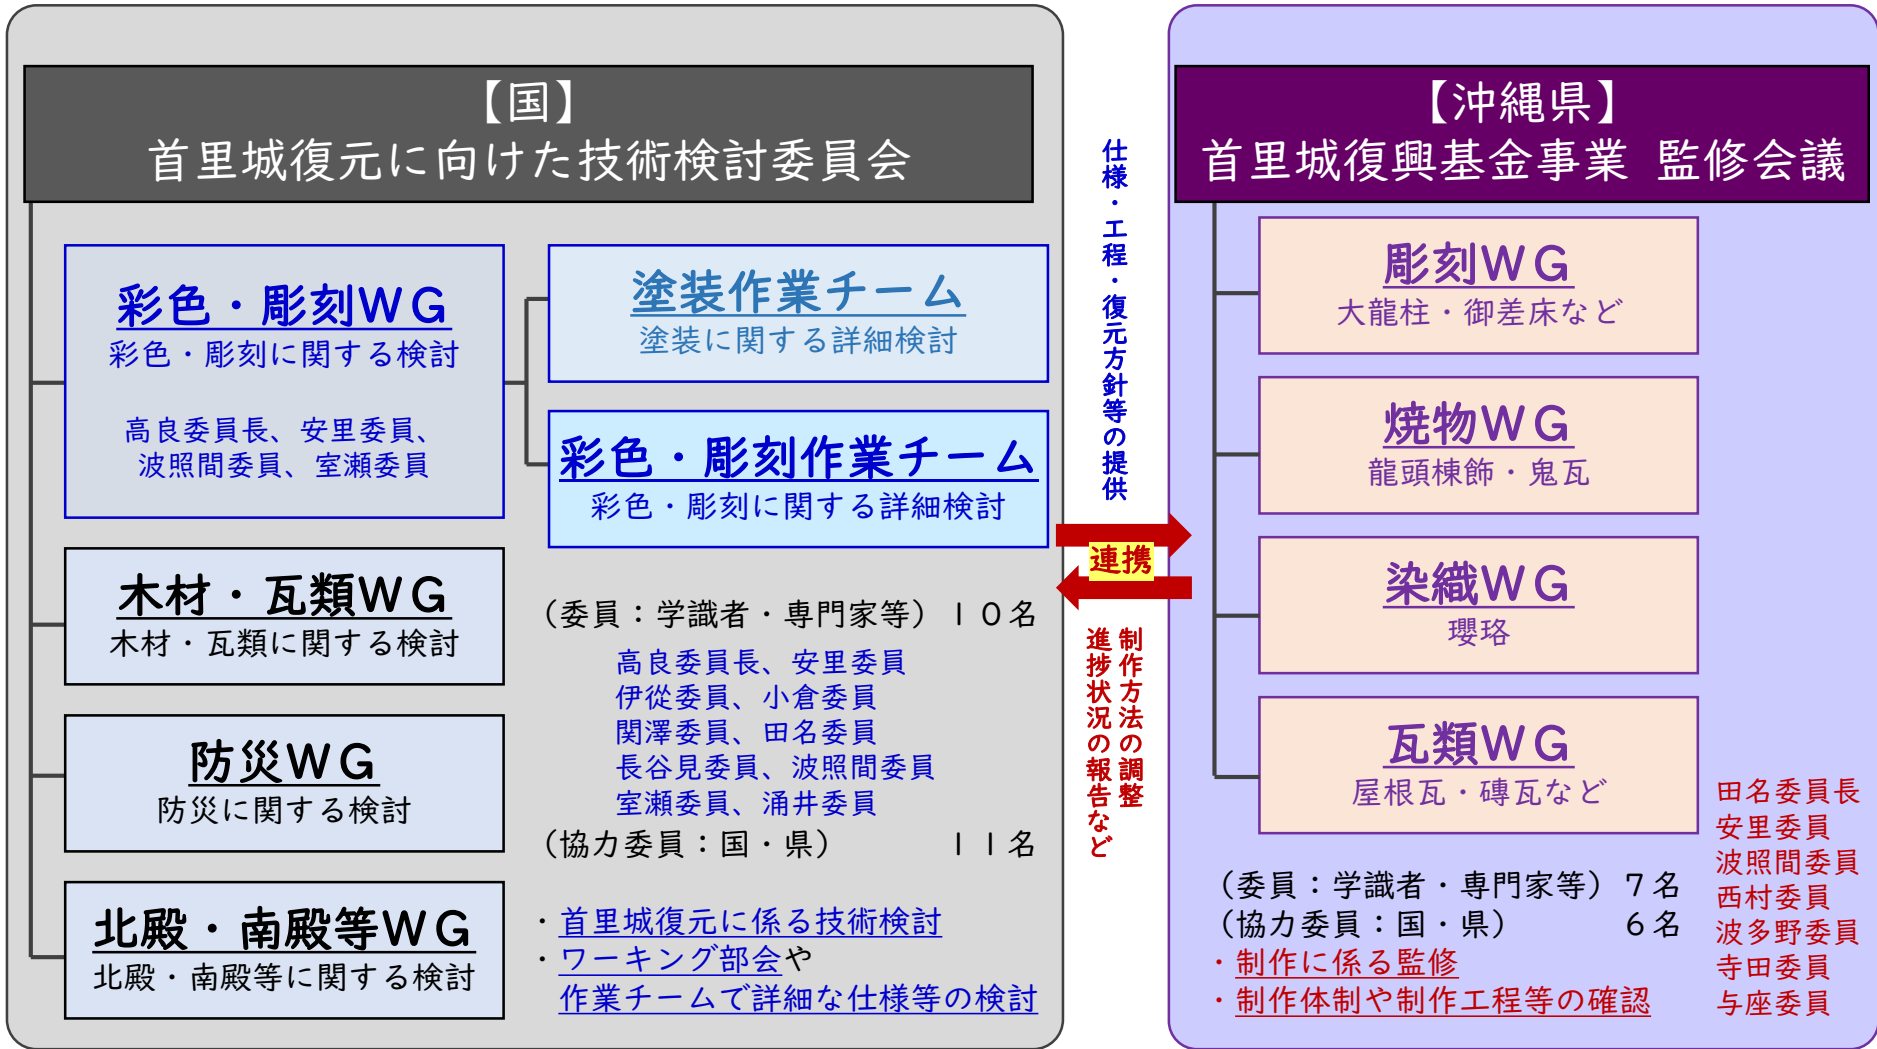 【国】
首里城復元に向けた技術検討委員会
彩色・彫刻WG
彩色・彫刻に関する検討
高良委員長、安里委員、
波照間委員、室瀬委員
塗装作業チーム
塗装に関する詳細検討
彩色・彫刻作業チーム
彩色・彫刻に関する詳細検討
木材・瓦類WG
木材・瓦類に関する検討
防災WG
防災に関する検討
北殿・南殿等WG
北殿・南殿等に関する検討
(委員:学識者・専門家等)10名
高良委員長、安里委員
伊從委員、小倉委員
関澤委員、田名委員
長谷見委員、波照間委員
室瀬委員、涌井委員
(協力委員:国・県) 11名
・首里城復元に係る技術検討
・ワーキング部会や
作業チームで詳細な仕様等の検討
仕様・工程・復元方針等の提供
連携
制作方法の調整
進捗状況の報告など
【沖縄県】
首里城復興基金事業 監修会議
彫刻WG
大龍柱・御差床など
焼物WG
龍頭棟飾・鬼瓦
染織WG
瓔珞
瓦類WG
屋根瓦・磚瓦など
(委員:学識者・専門家等)7名
(協力委員:国・県) 6名
・制作に係る監修
・制作体制や制作工程等の確認
田名委員長
安里委員
波照間委員
西村委員
波多野委員
寺田委員
与座委員